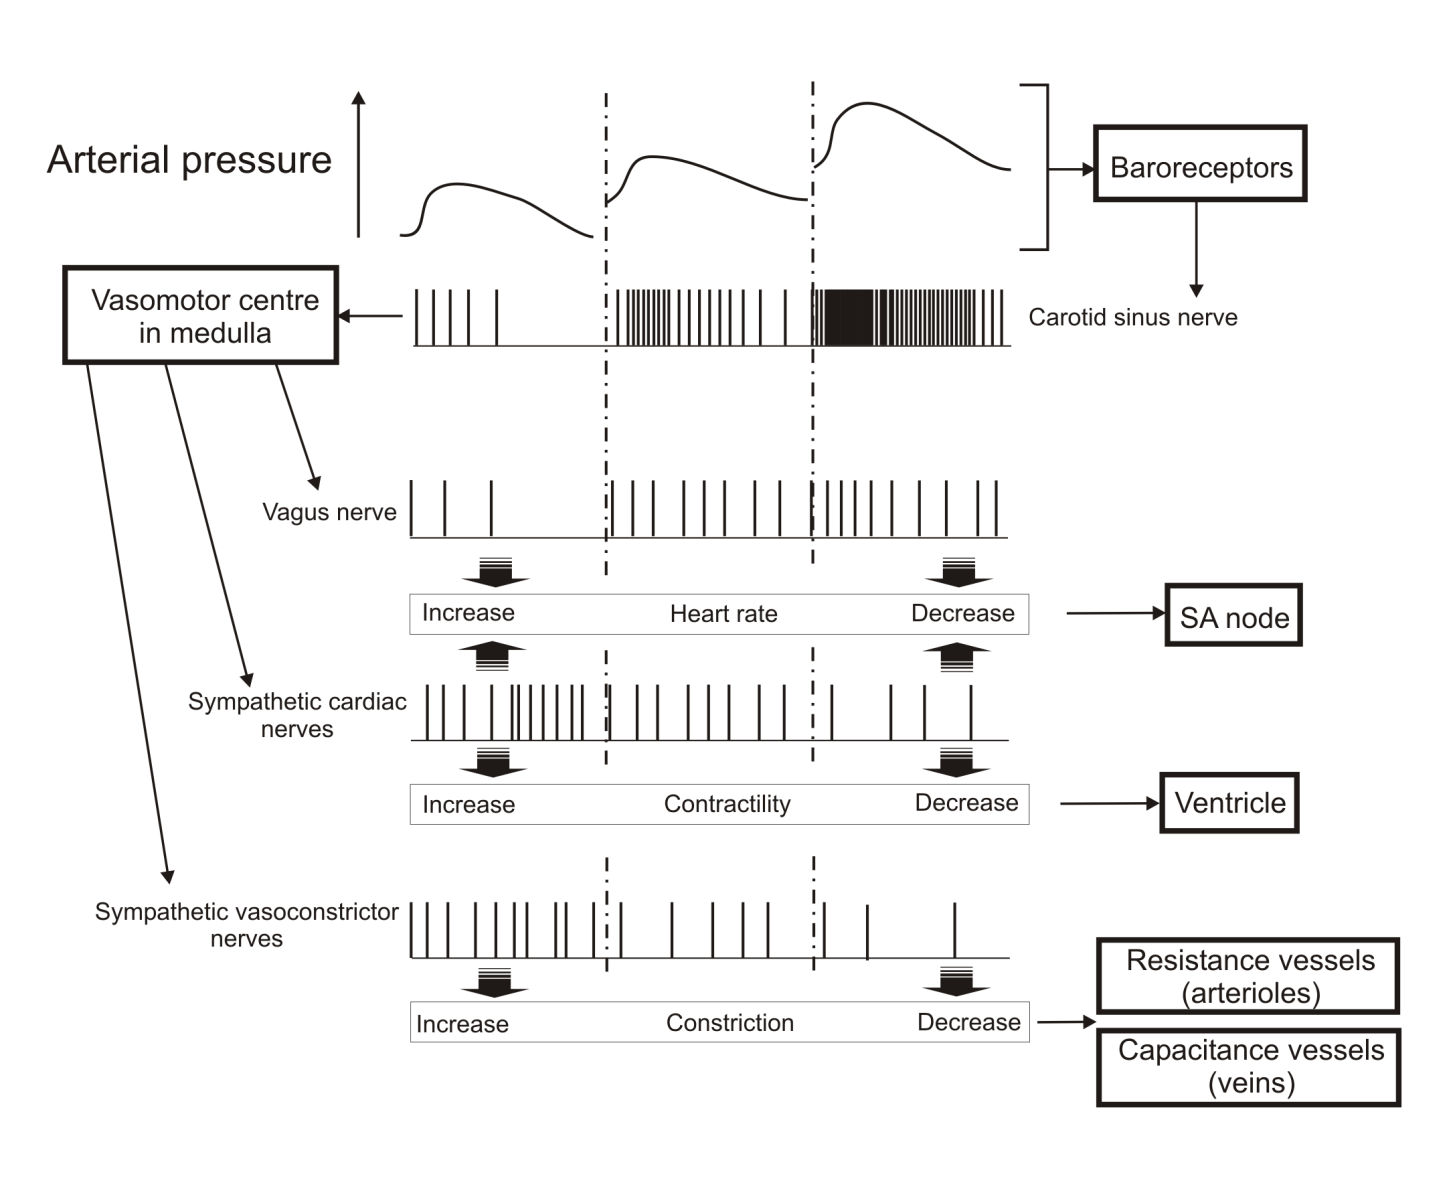 Arterial pressure
Baroreceptors
Vasomotor centre
in medulla
Carotid sinus nerve
Vagus nerve
Increase
Heart rate
Decrease
SA node
Sympathetic cardiac
nerves
Increase
Contractility
Decrease
Ventricle
Sympathetic vasoconstrictor
nerves
Resistance vessels
(arterioles)
Increase
Constriction
Decrease
Capacitance vessels
(veins)